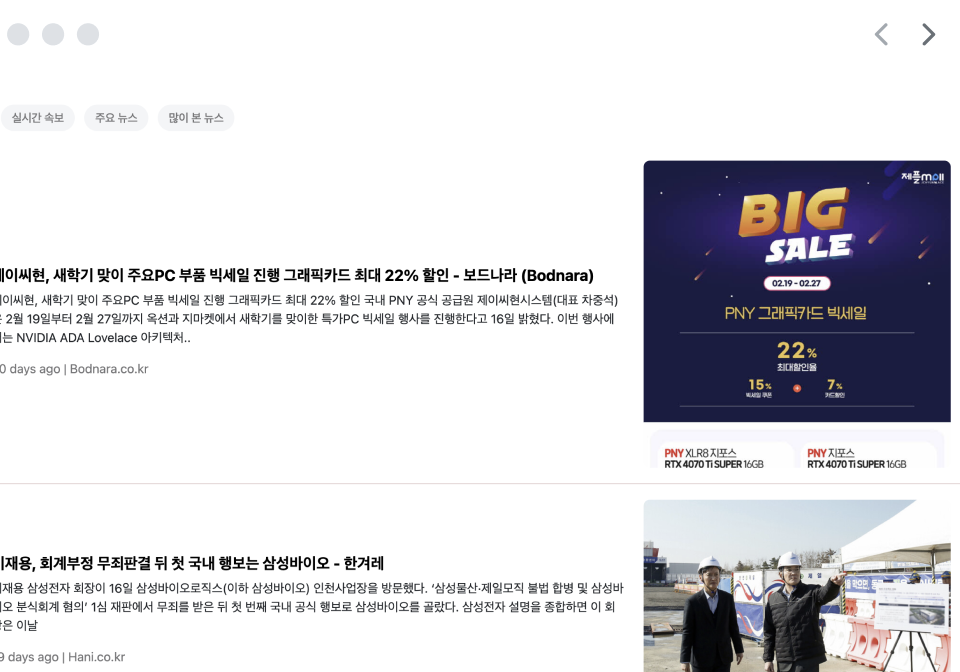 실시간 속보
주요 뉴스
많이 본 뉴스
제이씨현, 새학기 맞이 주요PC 부품 빅세일 진행 그래픽카드 최대 22% 할인 - 보드나라 (Bodnara)
제이씨현, 새학기 맞이 주요PC 부품 빅세일 진행 그래픽카드 최대 22% 할인 국내 PNY 공식 공급원 제이씨현시스템(대표 차중석)
은 2월 19일부터 2월 27일까지 옥션과 지마켓에서 새학기를 맞이한 특가PC 빅세일 행사를 진행한다고 16일 밝혔다. 이번 행사에
는 NVIDIA ADA Lovelace 아키텍처..
0 days ago | Bodnara.co.kr
제품mall
BIG
SALE
02.19 - 02.27
PNY 그래픽카드 빅세일
22%
최대할인율
15%
빅세일 쿠폰
+
7%
카드할인
PNY XLR8 지포스
RTX 4070 Ti SUPER 16GB
PNY 지포스
RTX 4070 Ti SUPER 16GB
이재용, 회계부정 무죄판결 뒤 첫 국내 행보는 삼성바이오 - 한겨레
이재용 삼성전자 회장이 16일 삼성바이오로직스(이하 삼성바이오) 인천사업장을 방문했다. ‘삼성물산·제일모직 불법 합병 및 삼성바
이오 분식회계 혐의’ 1심 재판에서 무죄를 받은 뒤 첫 번째 국내 공식 행보로 삼성바이오를 골랐다. 삼성전자 설명을 종합하면 이 회
장은 이날
9 days ago | Hani.co.kr